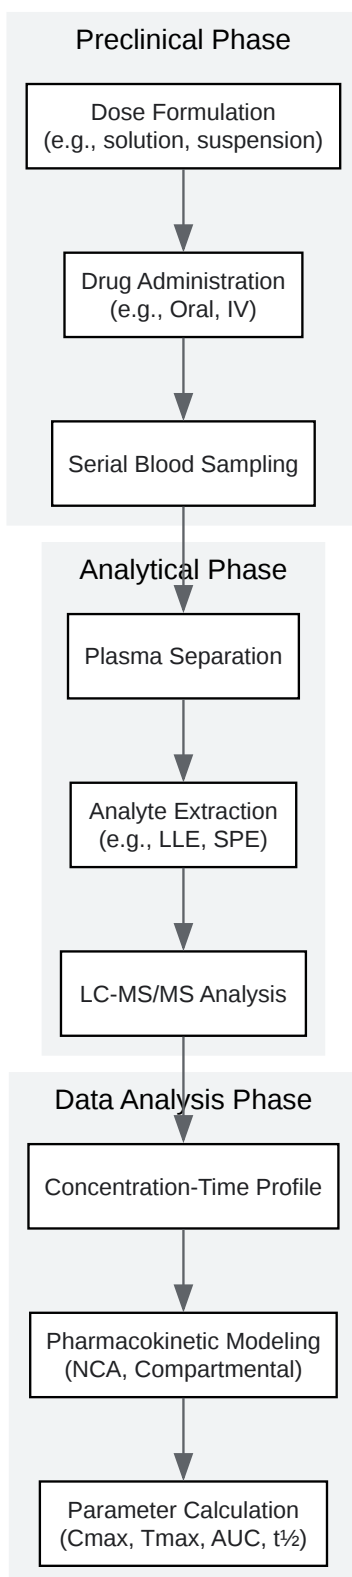 Preclinical Phase
Dose Formulation
(e.g., solution, suspension)
Drug Administration
(e.g., Oral, IV)
Serial Blood Sampling
Analytical Phase
Plasma Separation
Analyte Extraction
(e.g., LLE, SPE)
LC-MS/MS Analysis
Data Analysis Phase
Concentration-Time Profile
Pharmacokinetic Modeling
(NCA, Compartmental)
Parameter Calculation
(Cmax, Tmax, AUC, t½)